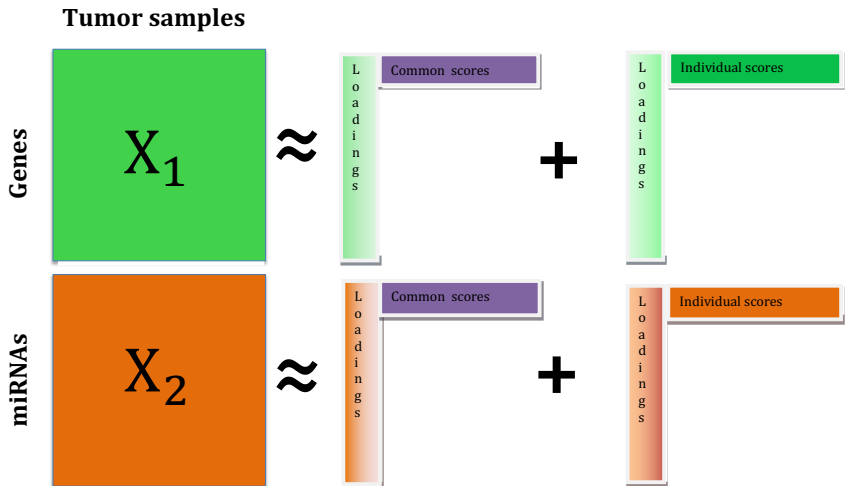 Tumor samples
Genes
X₁
≈
Loadings
Common scores
+
Loadings
Individual scores
miRNAs
X₂
≈
Loadings
Common scores
+
Loadings
Individual scores